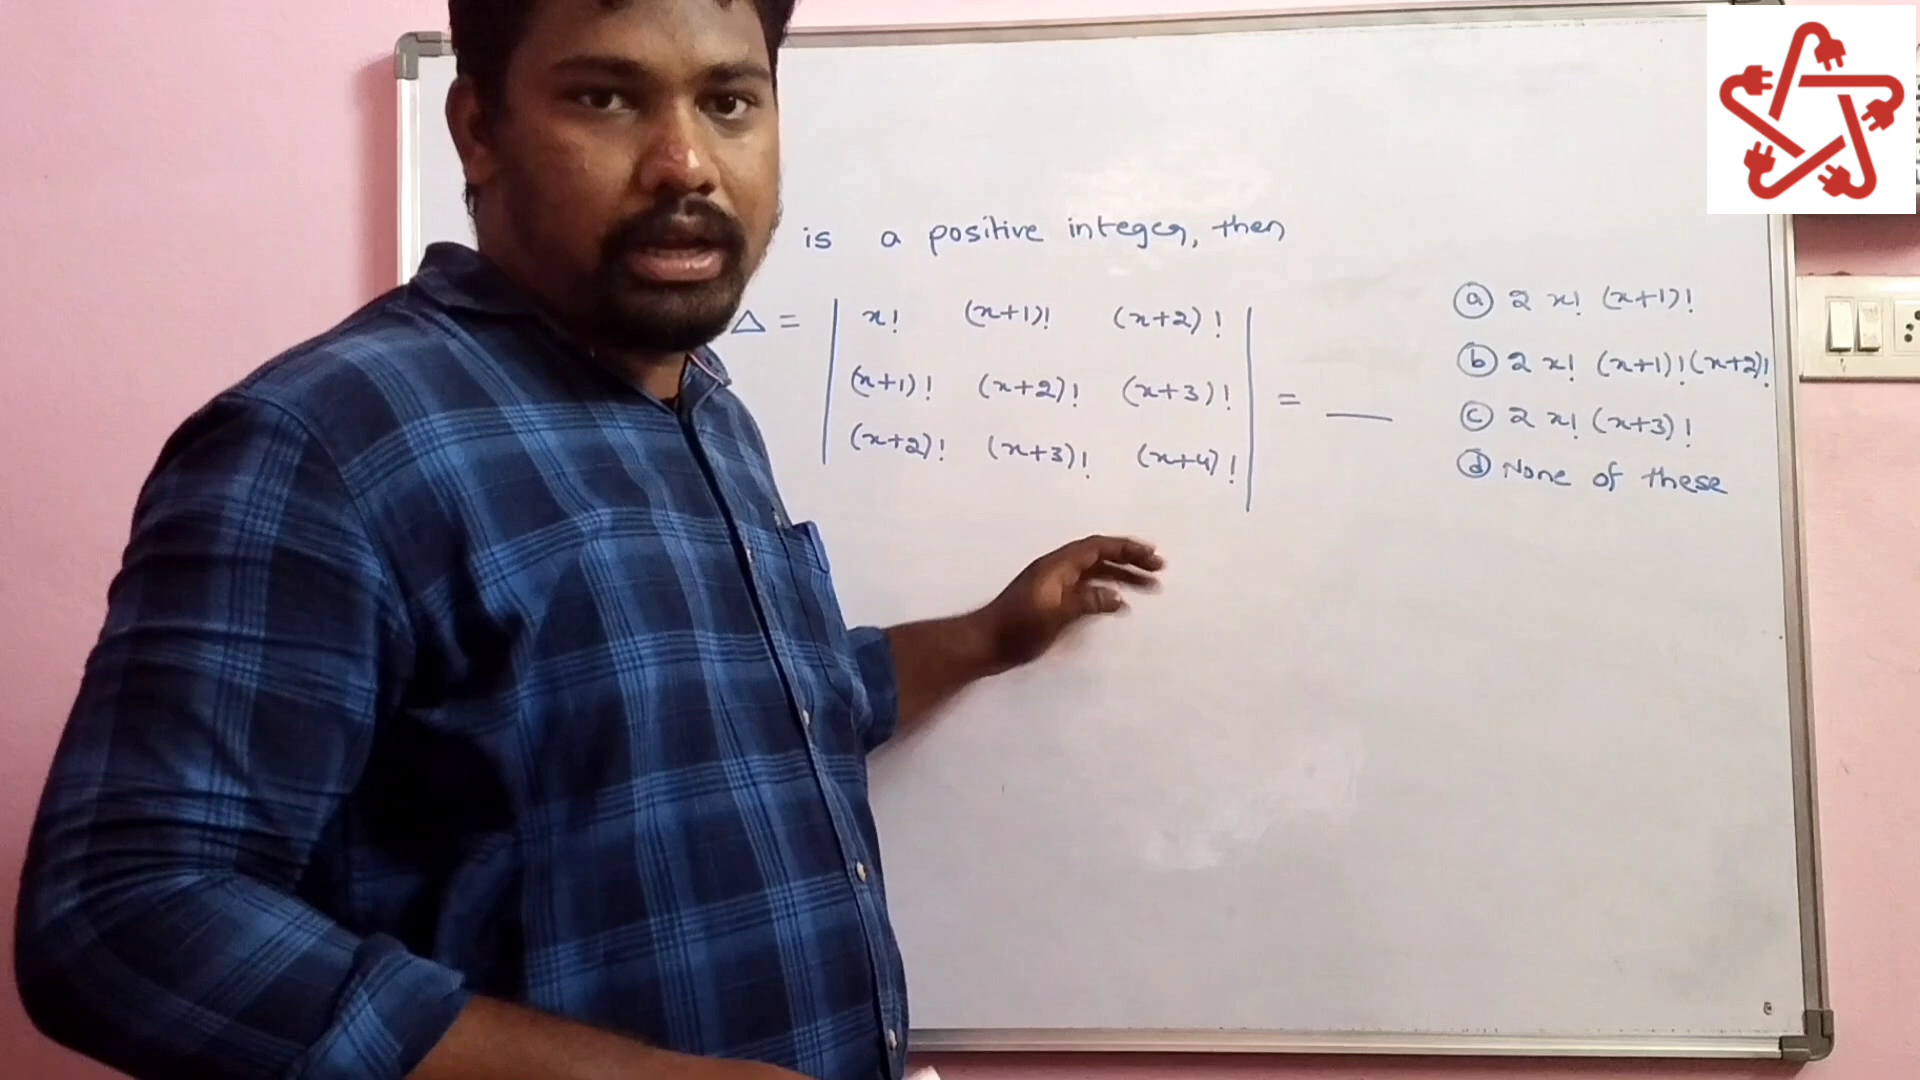 is a positive integer, then
Δ = | x! (x+1)! (x+2)! |
(x+1)! (x+2)! (x+3)! = __
(x+2)! (x+3)! (x+4)!
ⓐ 2 x! (x+1)!
ⓑ 2 x! (x+1)! (x+2)!
ⓒ 2 x! (x+3)!
ⓓ None of these